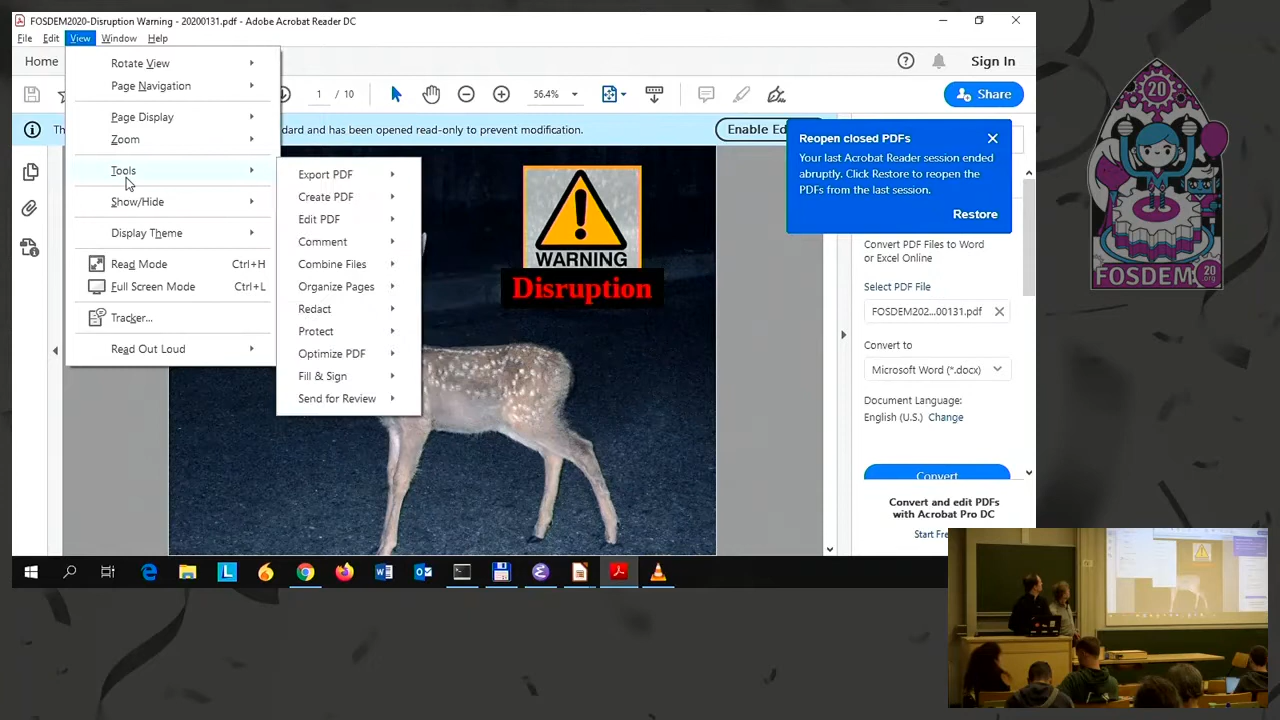 FOSDEM2020-Disruption Warning - 20200131.pdf - Adobe Acrobat Reader DC
File Edit View Window Help
Home
Sign In
1 / 10
56.4%
Share
dard and has been opened read-only to prevent modification.
Rotate View
Page Navigation
Page Display
Zoom
Tools
Show/Hide
Display Theme
Read Mode Ctrl+H
Full Screen Mode Ctrl+L
Tracker...
Read Out Loud
Export PDF
Create PDF
Edit PDF
Comment
Combine Files
Organize Pages
Redact
Protect
Optimize PDF
Fill & Sign
Send for Review
WARNING
Disruption
Reopen closed PDFs
Your last Acrobat Reader session ended
abruptly. Click Restore to reopen the
PDFs from the last session.
Restore
Convert PDF Files to Word
or Excel Online
Select PDF File
FOSDEM202...00131.pdf
Convert to
Microsoft Word (*.docx)
Document Language:
English (U.S.) Change
Convert
Convert and edit PDFs
with Acrobat Pro DC
20
FOSDEM
20
.org